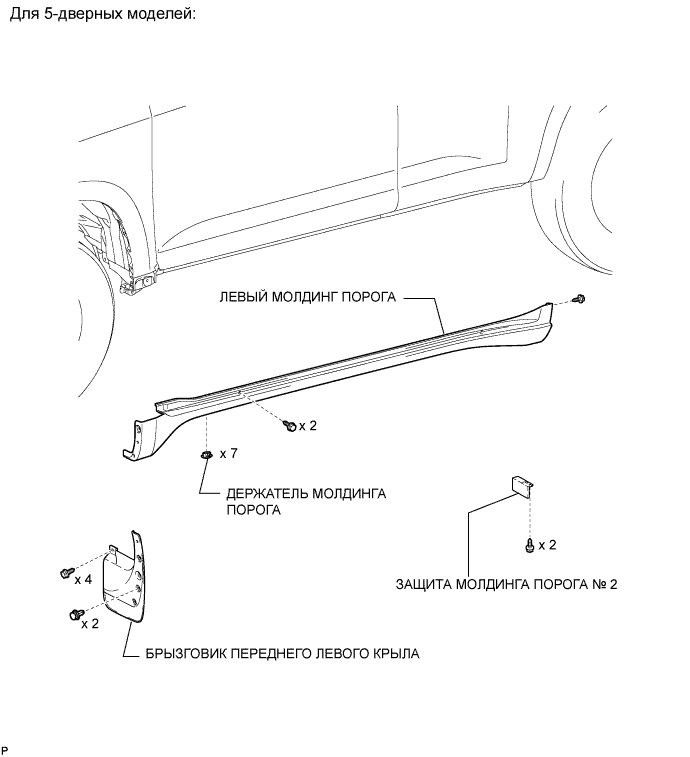 Для 5-дверных моделей:
ЛЕВЫЙ МОЛДИНГ ПОРОГА
x 2
x 7
ДЕРЖАТЕЛЬ МОЛДИНГА
ПОРОГА
x 2
x 4
ЗАЩИТА МОЛДИНГА ПОРОГА № 2
x 2
БРЫЗГОВИК ПЕРЕДНЕГО ЛЕВОГО КРЫЛА
P